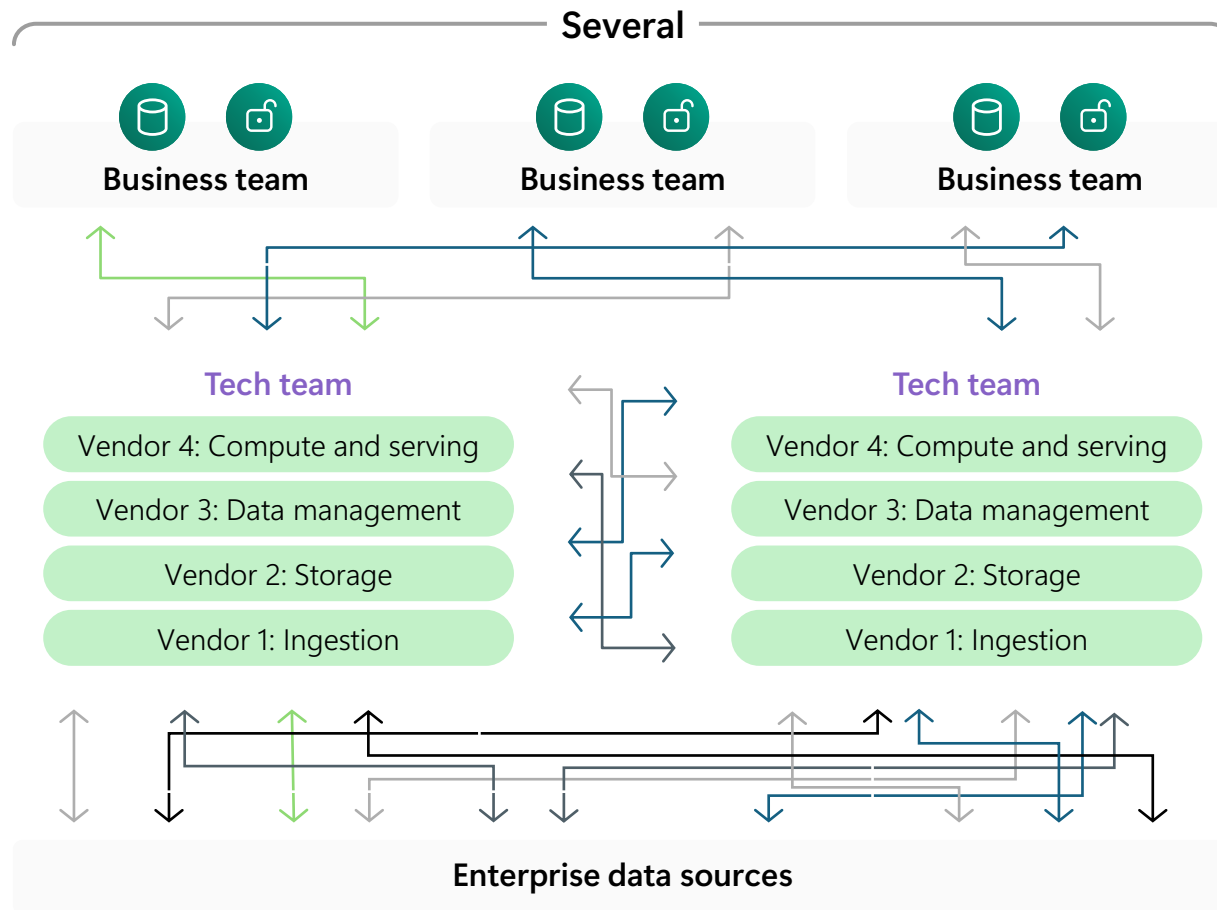 Several
Business team
Business team
Business team
Tech team
Tech team
Vendor 4: Compute and serving
Vendor 4: Compute and serving
Vendor 3: Data management
Vendor 3: Data management
Vendor 2: Storage
Vendor 2: Storage
Vendor 1: Ingestion
Vendor 1: Ingestion
Enterprise data sources